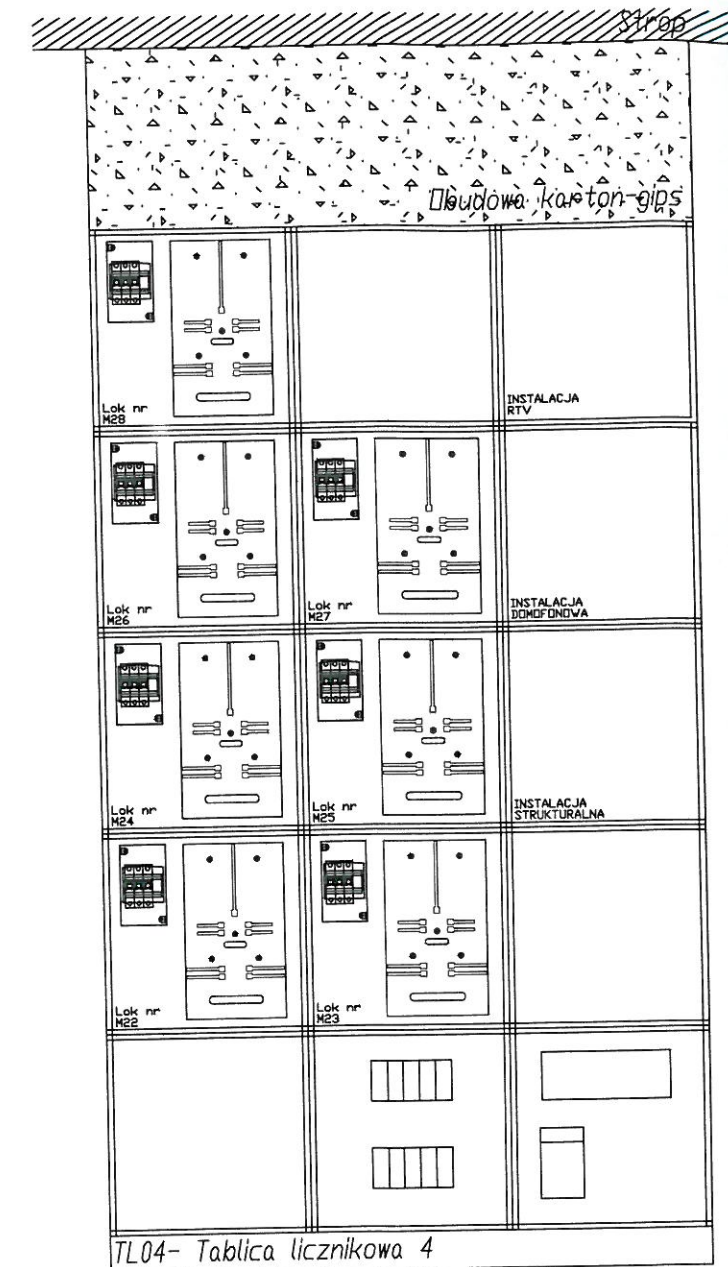 Strop
Obudowa karton-gips
Lok nr
M28
INSTALACJA
RTV
Lok nr
M26
Lok nr
M27
INSTALACJA
DOMOFONOWA
Lok nr
M24
Lok nr
M25
INSTALACJA
STRUKTURALNA
Lok nr
M22
Lok nr
M23
TL04- Tablica licznikowa 4